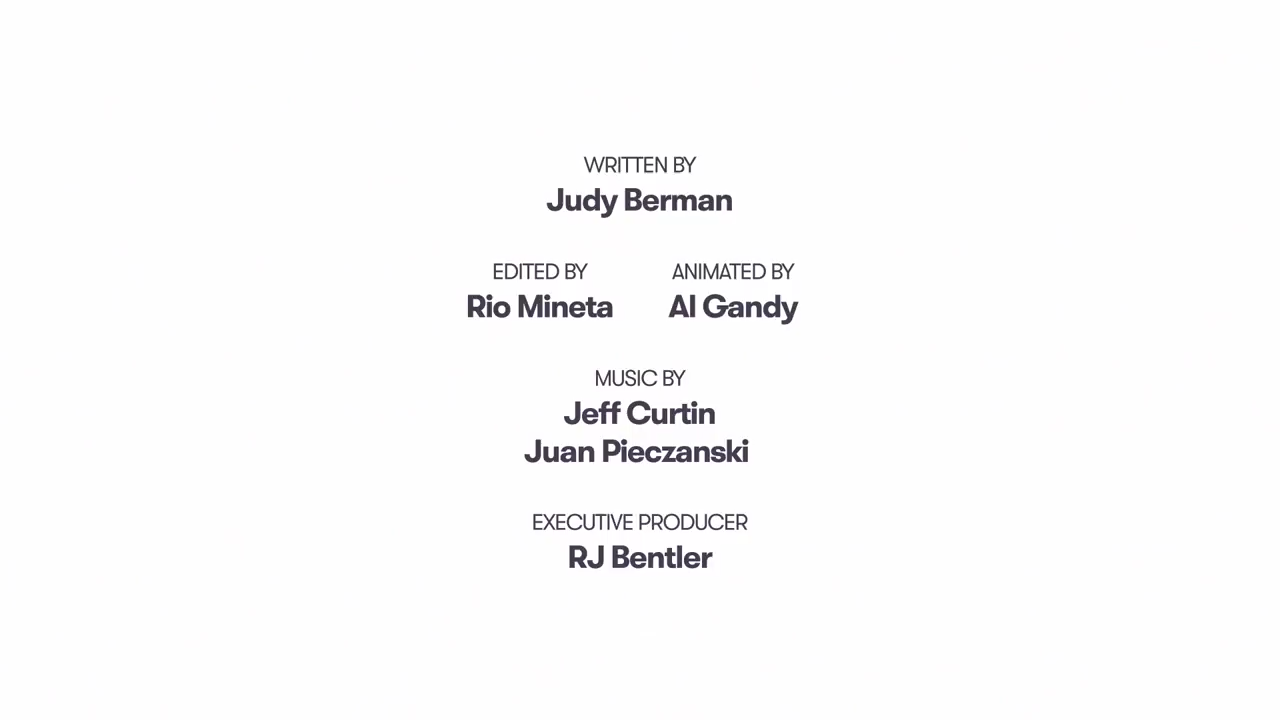 WRITTEN BY
Judy Berman
EDITED BY
Rio Mineta
ANIMATED BY
Al Gandy
MUSIC BY
Jeff Curtin
Juan Pieczanski
EXECUTIVE PRODUCER
RJ Bentler